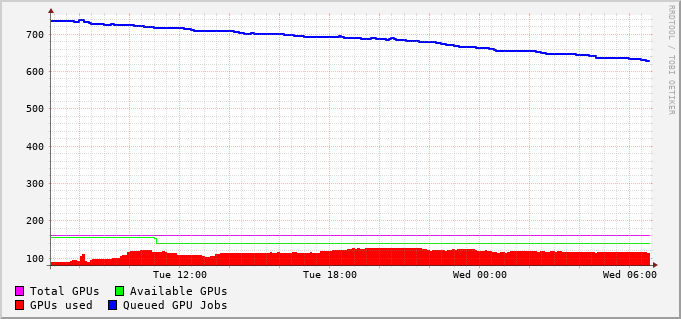 700
600
500
400
300
200
100
Tue 12:00 Tue 18:00 Wed 00:00 Wed 06:00
Total GPUs Available GPUs
GPUs used Queued GPU Jobs
RRDTOOL / TOBI OETIKER